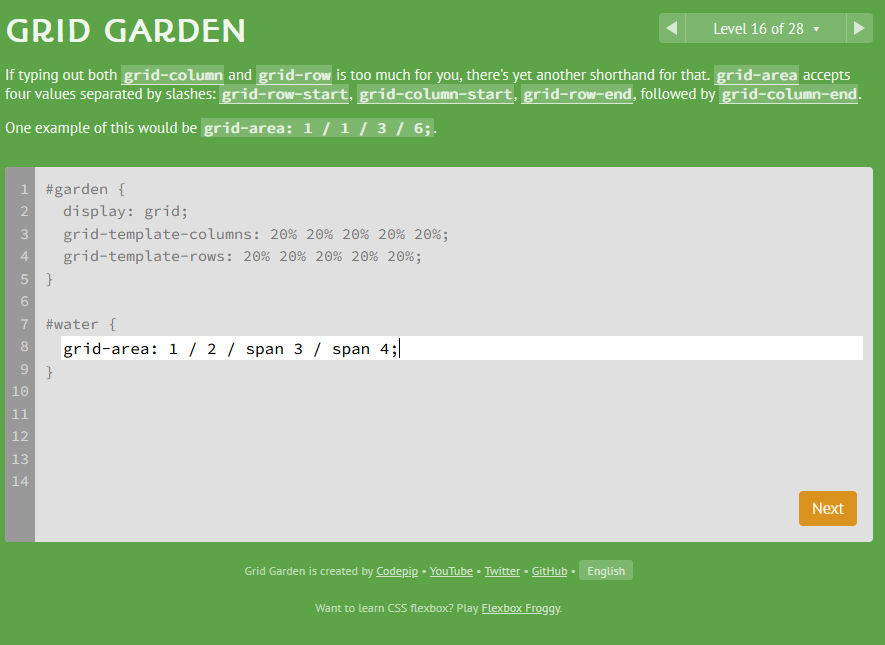 GRID GARDEN
Level 16 of 28 ▾
If typing out both grid-column and grid-row is too much for you, there's yet another shorthand for that. grid-area accepts
four values separated by slashes: grid-row-start, grid-column-start, grid-row-end, followed by grid-column-end.
One example of this would be grid-area: 1 / 1 / 3 / 6;.
1 #garden {
2   display: grid;
3   grid-template-columns: 20% 20% 20% 20% 20%;
4   grid-template-rows: 20% 20% 20% 20% 20%;
5 }
6
7 #water {
8   grid-area: 1 / 2 / span 3 / span 4;
9 }
10
11
12
13
14
Next
Grid Garden is created by Codepip • YouTube • Twitter • GitHub • English
Want to learn CSS flexbox? Play Flexbox Froggy.